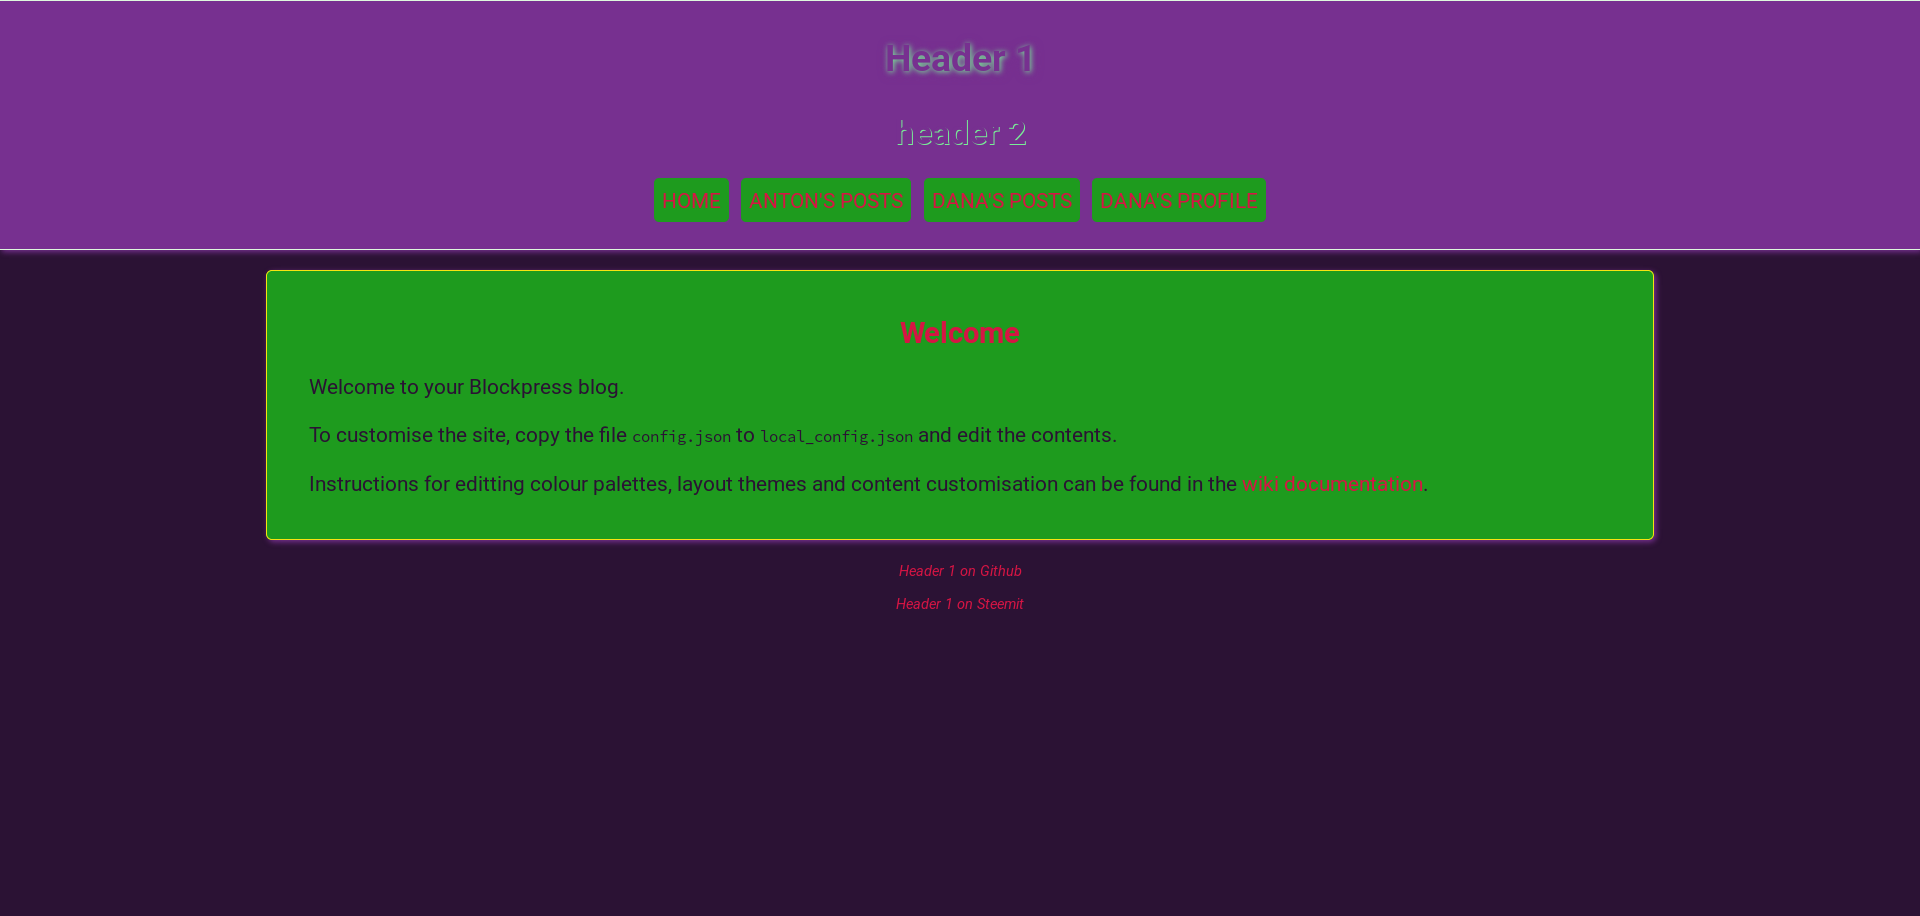 Header 1
header 2
HOME ANTON'S POSTS DANA'S POSTS DANA'S PROFILE
Welcome
Welcome to your Blockpress blog.
To customise the site, copy the file config.json to local_config.json and edit the contents.
Instructions for editting colour palettes, layout themes and content customisation can be found in the wiki documentation.
Header 1 on Github
Header 1 on Steemit